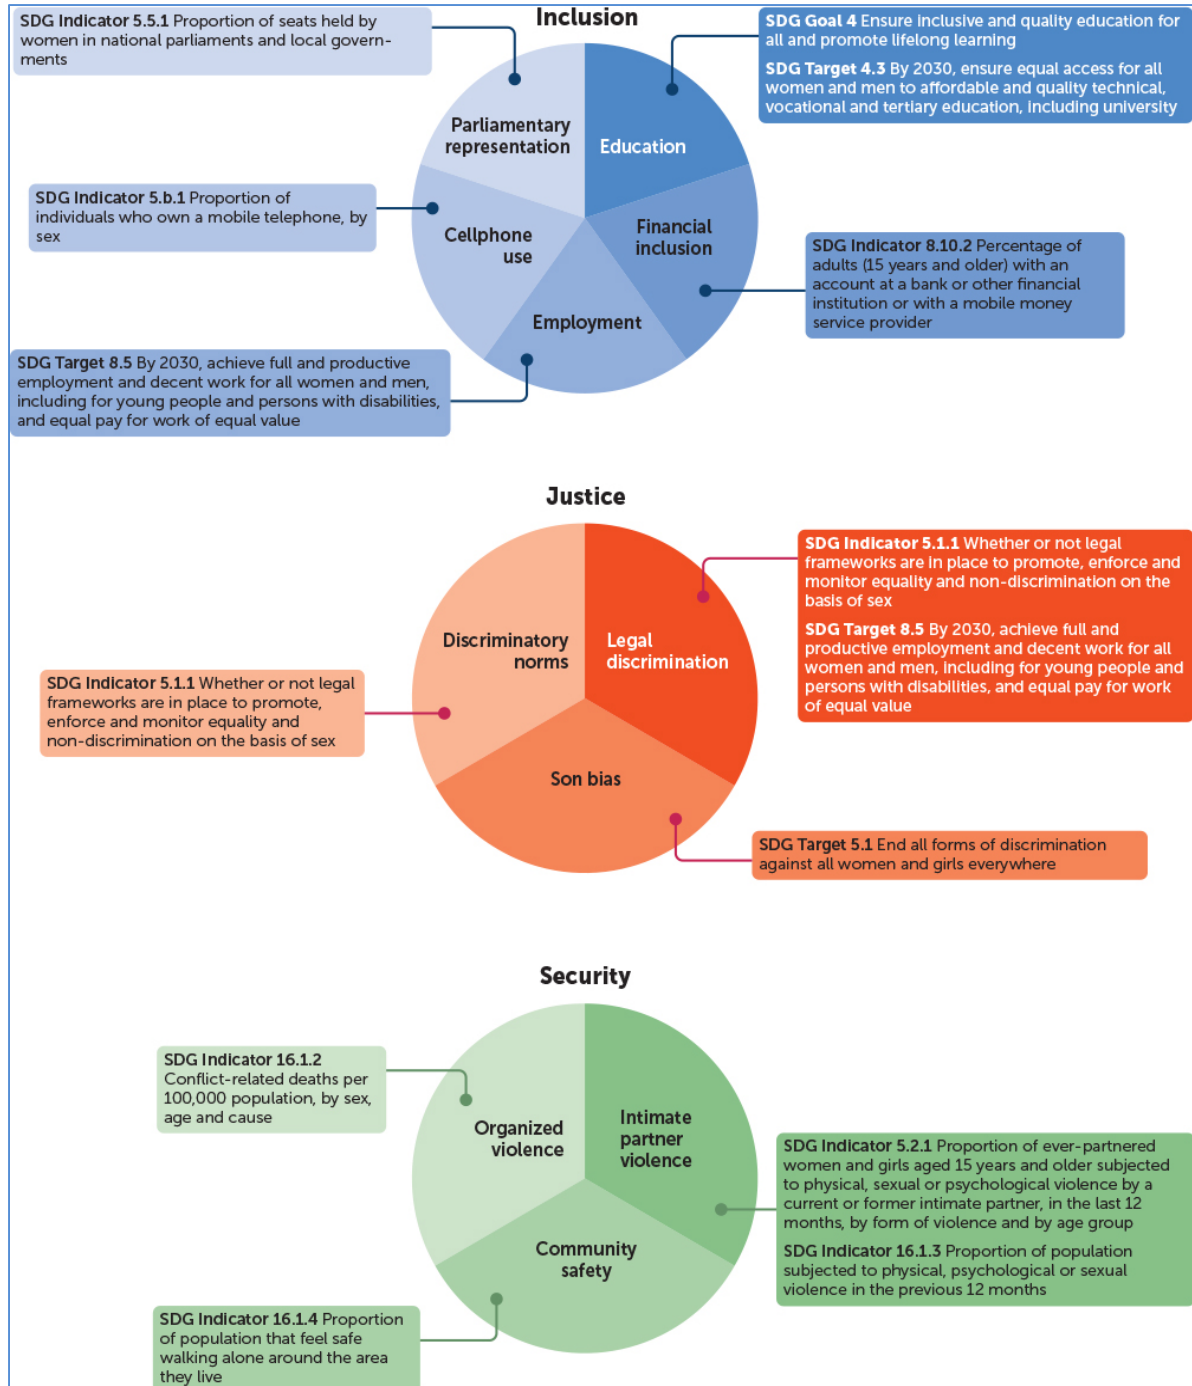 Inclusion
SDG Indicator 5.5.1 Proportion of seats held by
women in national parliaments and local govern-
ments
SDG Goal 4 Ensure inclusive and quality education for
all and promote lifelong learning
SDG Target 4.3 By 2030, ensure equal access for all
women and men to affordable and quality technical,
vocational and tertiary education, including university
Parliamentary
representation
Education
SDG Indicator 5.b.1 Proportion of
individuals who own a mobile telephone, by
sex
Cellphone
use
Financial
inclusion
SDG Indicator 8.10.2 Percentage of
adults (15 years and older) with an
account at a bank or other financial
institution or with a mobile money
service provider
Employment
SDG Target 8.5 By 2030, achieve full and productive
employment and decent work for all women and men,
including for young people and persons with disabilities,
and equal pay for work of equal value
Justice
SDG Indicator 5.1.1 Whether or not legal
frameworks are in place to promote, enforce and
monitor equality and non-discrimination on the
basis of sex
SDG Target 8.5 By 2030, achieve full and
productive employment and decent work for all
women and men, including for young people and
persons with disabilities, and equal pay for work
of equal value
Discriminatory
norms
Legal
discrimination
SDG Indicator 5.1.1 Whether or not legal
frameworks are in place to promote,
enforce and monitor equality and
non-discrimination on the basis of sex
Son bias
SDG Target 5.1 End all forms of discrimination
against all women and girls everywhere
Security
SDG Indicator 16.1.2
Conflict-related deaths per
100,000 population, by sex,
age and cause
Organized
violence
Intimate
partner
violence
SDG Indicator 5.2.1 Proportion of ever-partnered
women and girls aged 15 years and older subjected
to physical, sexual or psychological violence by a
current or former intimate partner, in the last 12
months, by form of violence and by age group
SDG Indicator 16.1.3 Proportion of population
subjected to physical, psychological or sexual
violence in the previous 12 months
Community
safety
SDG Indicator 16.1.4 Proportion
of population that feel safe
walking alone around the area
they live